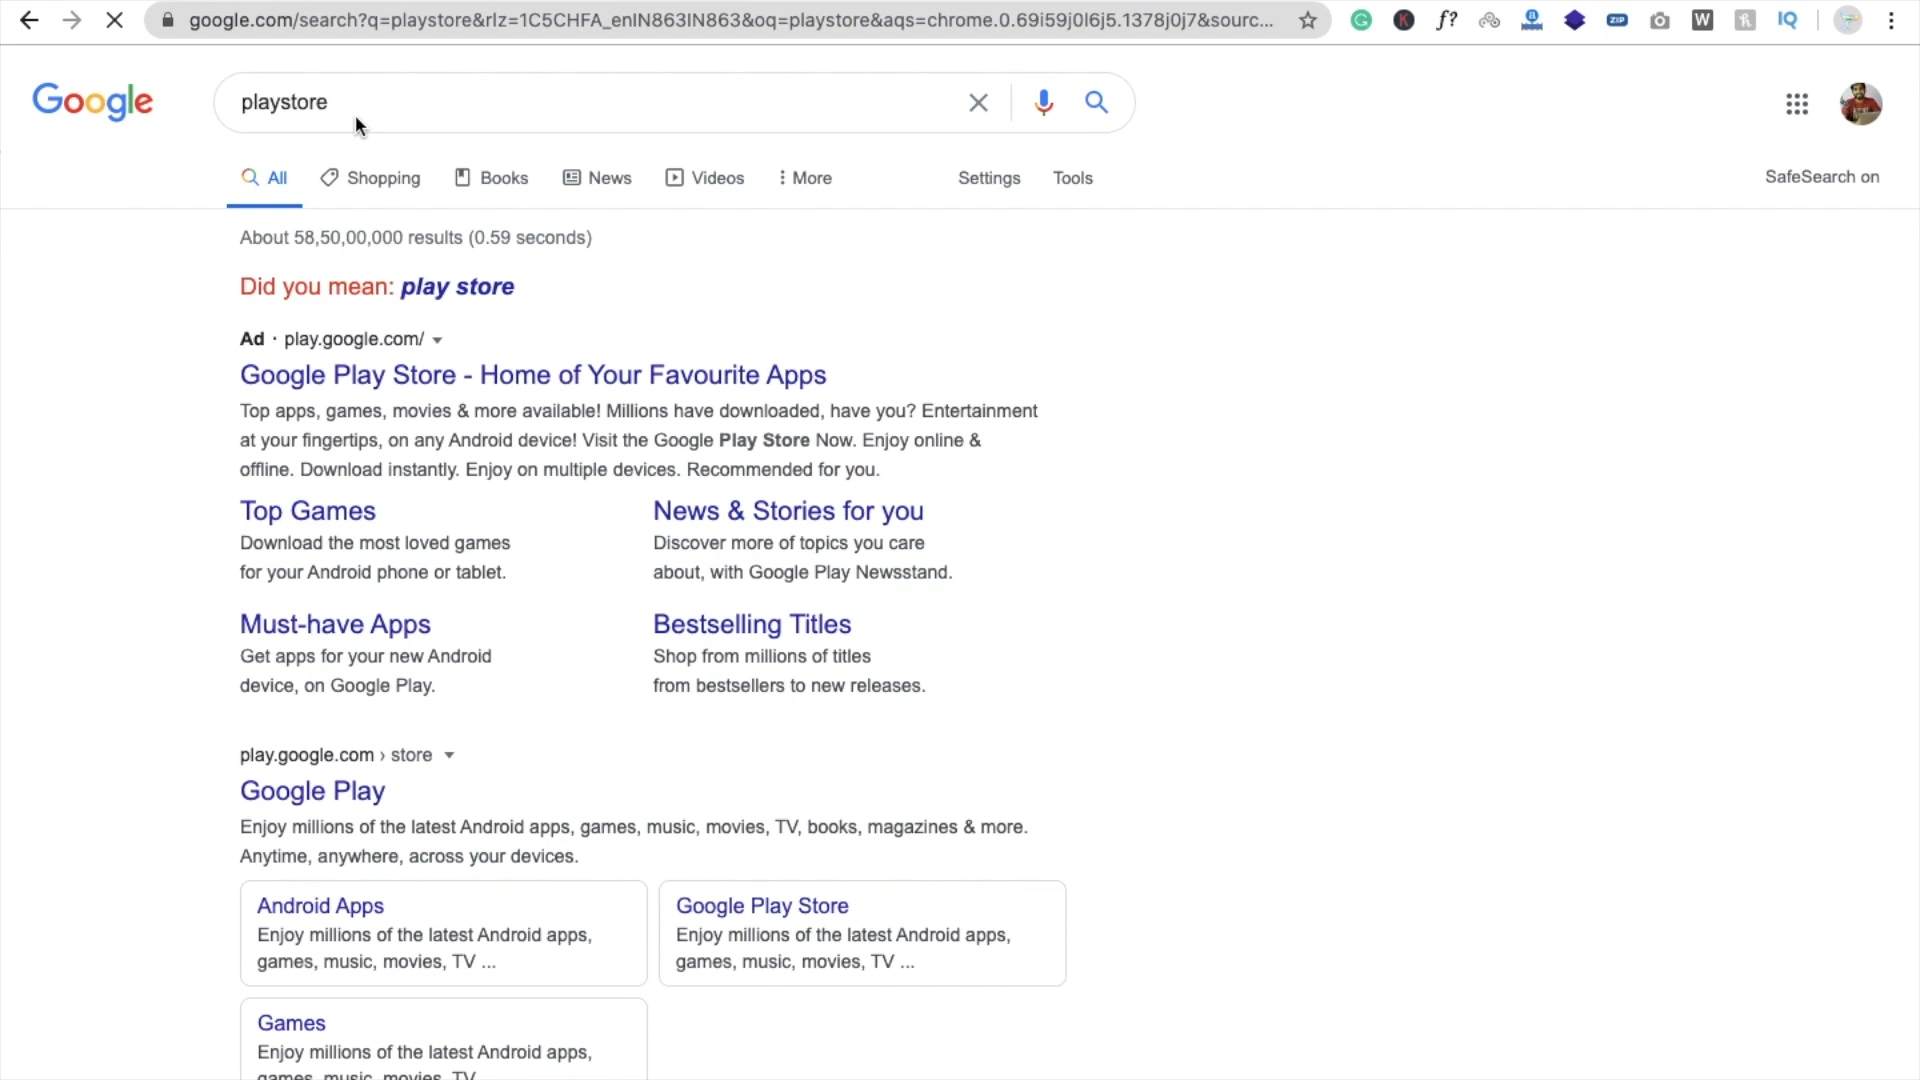 google.com/search?q=playstore&rlz=1C5CHFA_enIN863IN863&oq=playstore&aqs=chrome.0.69i59j0l6j5.1378j0j7&sourc...
f?
a
ZIP
W
IQ
Google
playstore
All
Shopping
Books
News
Videos
More
Settings
Tools
SafeSearch on
About 58,50,00,000 results (0.59 seconds)
Did you mean: play store
Ad · play.google.com/
Google Play Store - Home of Your Favourite Apps
Top apps, games, movies & more available! Millions have downloaded, have you? Entertainment
at your fingertips, on any Android device! Visit the Google Play Store Now. Enjoy online &
offline. Download instantly. Enjoy on multiple devices. Recommended for you.
Top Games
Download the most loved games
for your Android phone or tablet.
News & Stories for you
Discover more of topics you care
about, with Google Play Newsstand.
Must-have Apps
Get apps for your new Android
device, on Google Play.
Bestselling Titles
Shop from millions of titles
from bestsellers to new releases.
play.google.com › store
Google Play
Enjoy millions of the latest Android apps, games, music, movies, TV, books, magazines & more.
Anytime, anywhere, across your devices.
Android Apps
Enjoy millions of the latest Android apps,
games, music, movies, TV ...
Google Play Store
Enjoy millions of the latest Android apps,
games, music, movies, TV ...
Games
Enjoy millions of the latest Android apps,
games, music, movies, TV